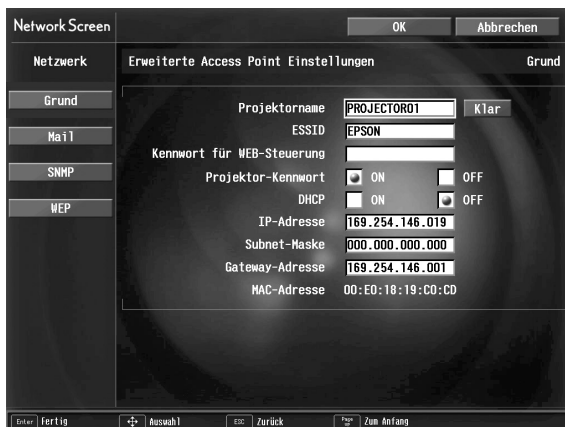 Network Screen
OK
Abbrechen
Netzwerk
Erweiterte Access Point Einstellungen
Grund
Grund
Mail
SNMP
WEP
Projektorname PROJECTOR01 Klar
ESSID EPSON
Kennwort für WEB-Steuerung
Projektor-Kennwort ON OFF
DHCP ON OFF
IP-Adresse 169.254.146.019
Subnet-Maske 000.000.000.000
Gateway-Adresse 169.254.146.001
MAC-Adresse 00:E0:18:19:C0:CD
Enter Fertig Auswahl ESC Zurück Page UP Zum Anfang